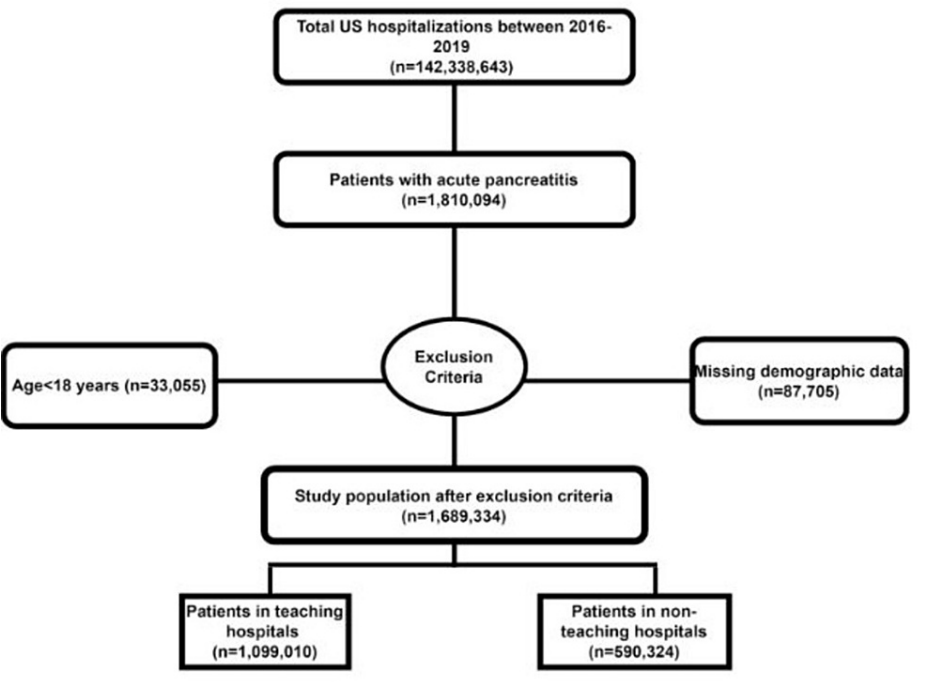 Total US hospitalizations between 2016-
2019
(n=142,338,643)
Patients with acute pancreatitis
(n=1,810,094)
Exclusion
Criteria
Age<18 years (n=33,055)
Missing demographic data
(n=87,705)
Study population after exclusion criteria
(n=1,689,334)
Patients in teaching
hospitals
(n=1,099,010)
Patients in non-
teaching hospitals
(n=590,324)